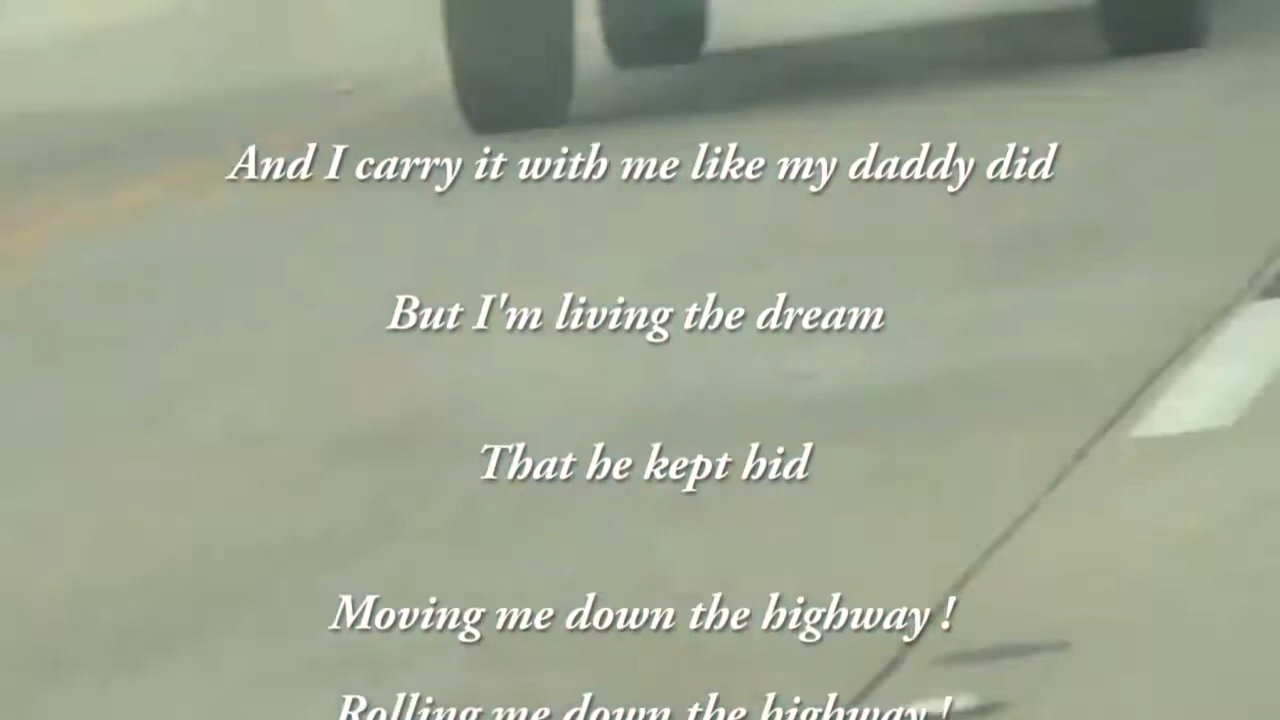 And I carry it with me like my daddy did
But I'm living the dream
That he kept hid
Moving me down the highway !
Rolling me down the highway !